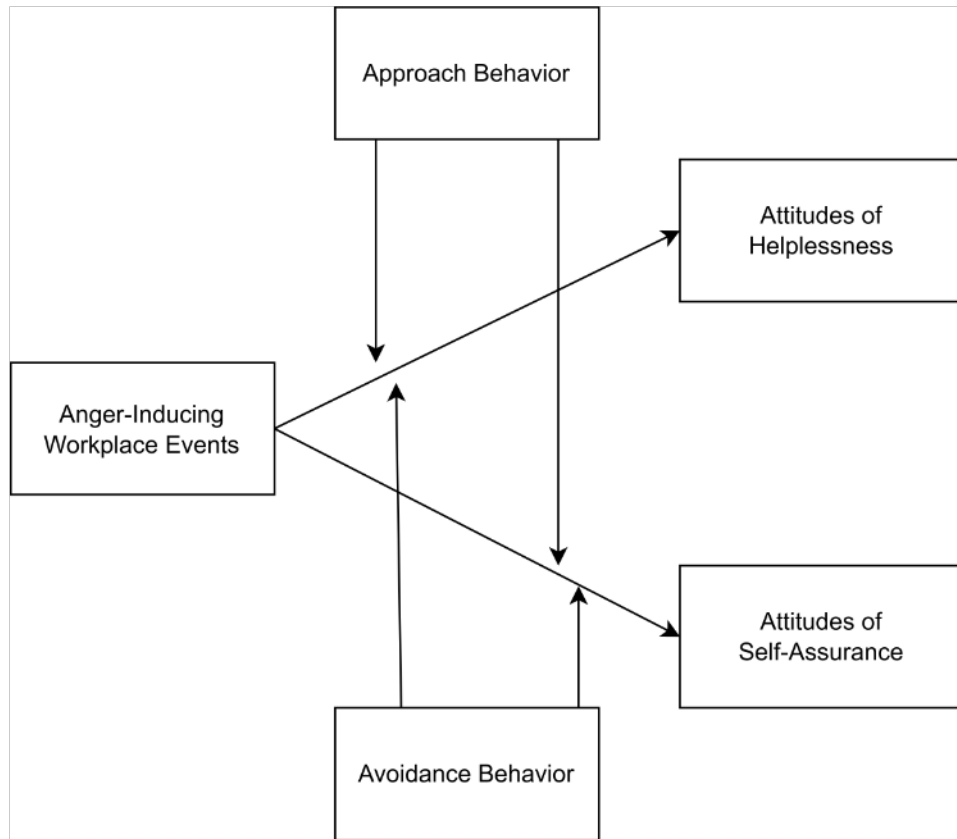 Approach Behavior
Attitudes of
Helplessness
Anger-Inducing
Workplace Events
Attitudes of
Self-Assurance
Avoidance Behavior